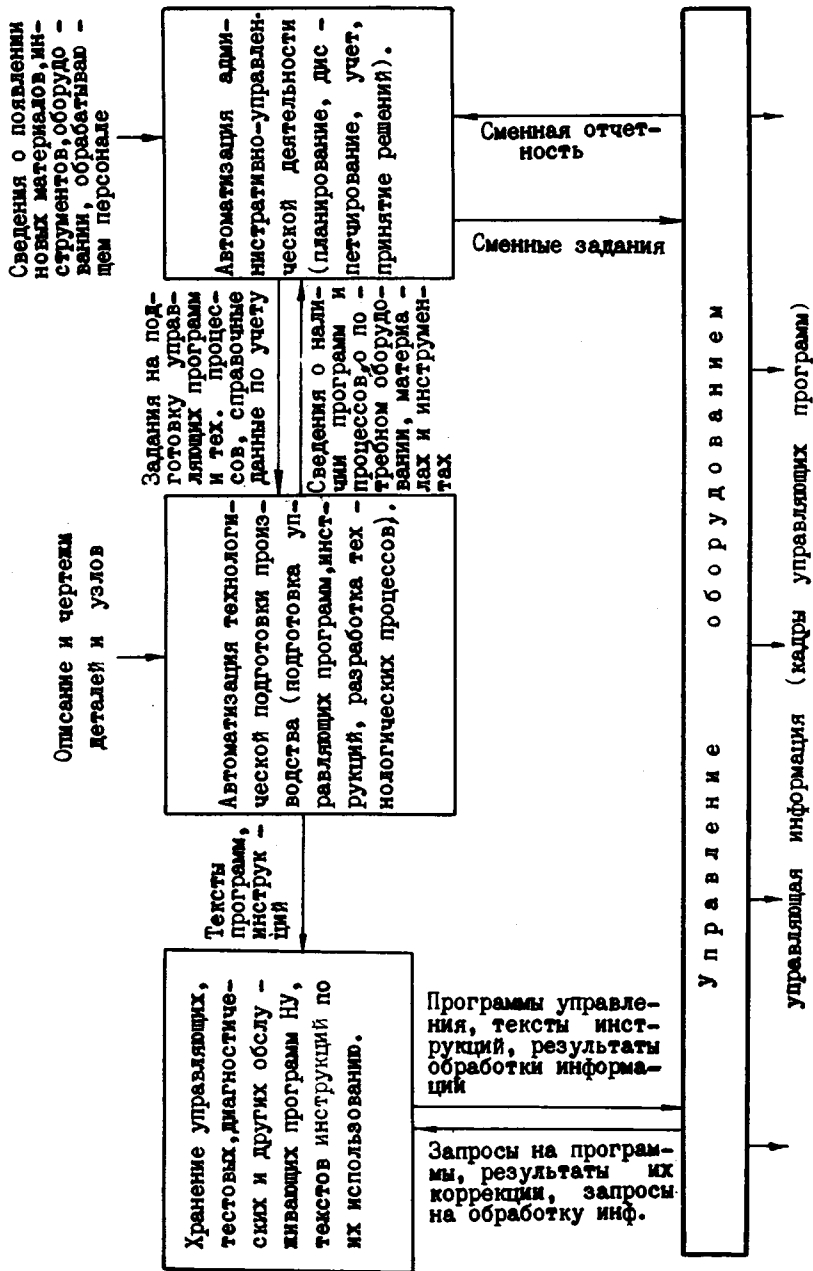 Сведения о появлении
новых материалов,ин-
струментов,оборудо -
вании, обрабатываю -
щем персонале
Автоматизация адми-
нистративно-управлен-
ческой деятельности
(планирование, дис -
петчирование, учет,
принятие решений).
Сменная отчет-
ность
Сменные задания
Задания на под-
готовку управ-
ляющих программ
и тех. процес-
сов, справочные
данные по учету
Сведения о нали-
чии программ и
процессов,о по -
требном оборудо-
вании, материа -
лах и инструмен-
тах
Описание и чертежи
деталей и узлов
Автоматизация технологи-
ческой подготовки произ-
водства (подготовка уп-
равляющих программ,инст-
рукций, разработка тех -
нологических процессов).
Тексты
программ,
инструк -
ций
Хранение управляющих,
тестовых,диагностиче-
ских и других обслу -
живающих программ НУ,
текстов инструкций по
их использованию.
Программы управле-
ния, тексты инст-
рукций, результаты
обработки информа-
ций
Запросы на програм-
мы, результаты их
коррекции, запросы
на обработку инф.
Управление оборудованием
управляющая информация (кадры управляющих программ)